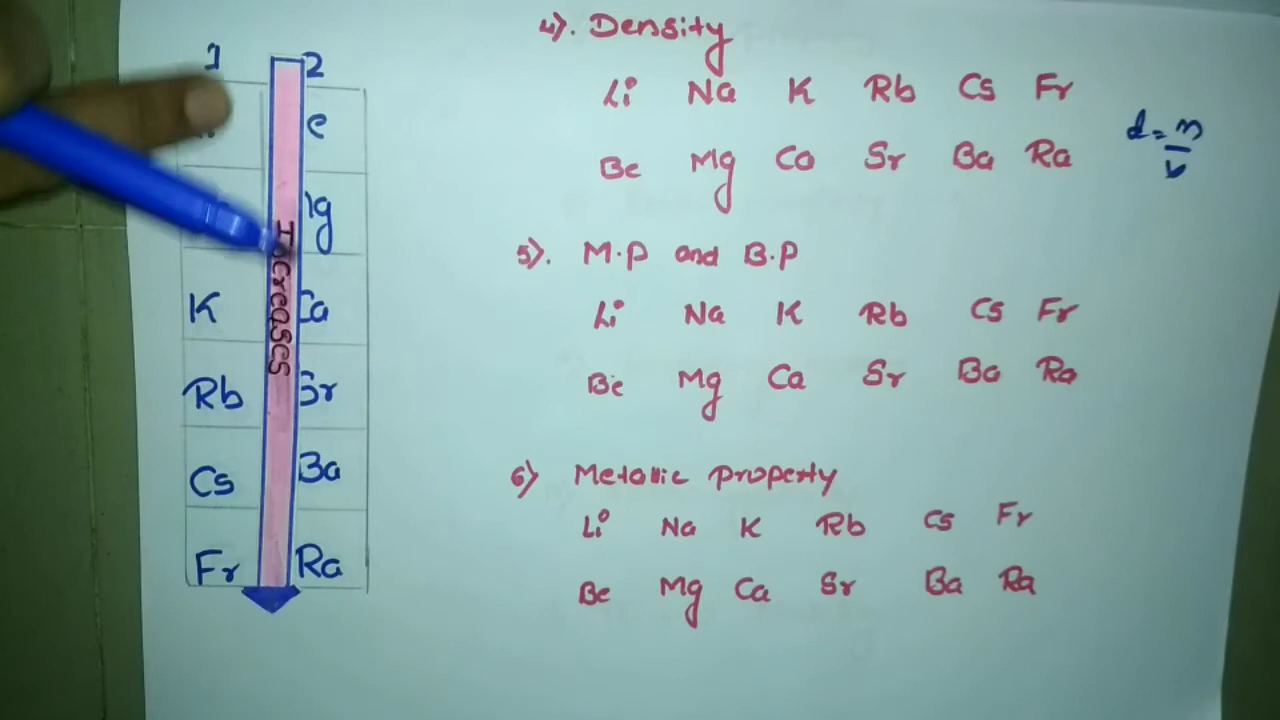 1 2
e
Ig
K Ca
Rb Sr
Cs Ba
Fr Ra
Increases
4). Density
Li Na K Rb Cs Fr
Be Mg Ca Sr Ba Ra
d = m
v
5). M.P and B.P
Li Na K Rb Cs Fr
Be Mg Ca Sr Ba Ra
6) Metallic Property
Li Na K Rb Cs Fr
Be Mg Ca Sr Ba Ra